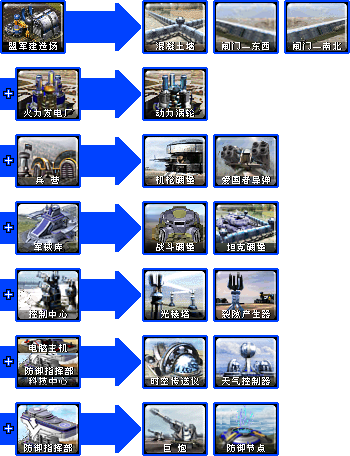 盟军建造场
混凝土墙
闸门—东西
闸门—南北
+
火力发电厂
动力涡轮
+
兵营
机枪碉堡
爱国者导弹
+
军械库
战斗碉堡
坦克碉堡
+
控制中心
光棱塔
裂隙产生器
+
电脑主机
防御指挥部
科技中心
时空传送仪
天气控制器
+
防御指挥部
巨炮
防御节点